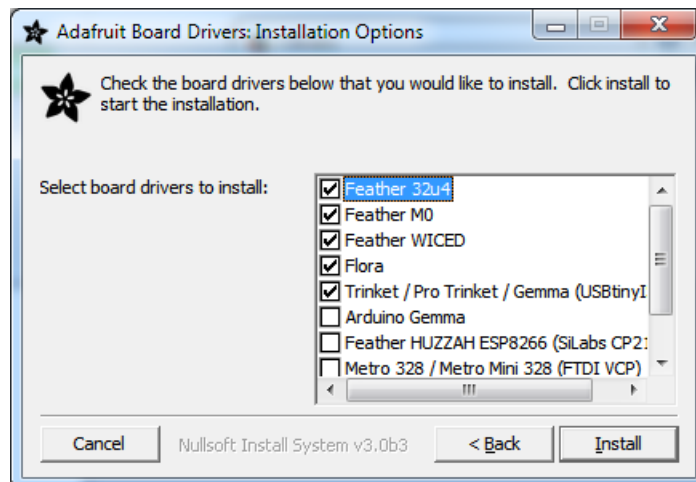 Adafruit Board Drivers: Installation Options
Check the board drivers below that you would like to install. Click install to
start the installation.
Select board drivers to install:
Feather 32u4
Feather M0
Feather WICED
Flora
Trinket / Pro Trinket / Gemma (USBtinyI
Arduino Gemma
Feather HUZZAH ESP8266 (SiLabs CP21
Metro 328 / Metro Mini 328 (FTDI VCP)
Cancel
Nullsoft Install System v3.0b3
< Back
Install